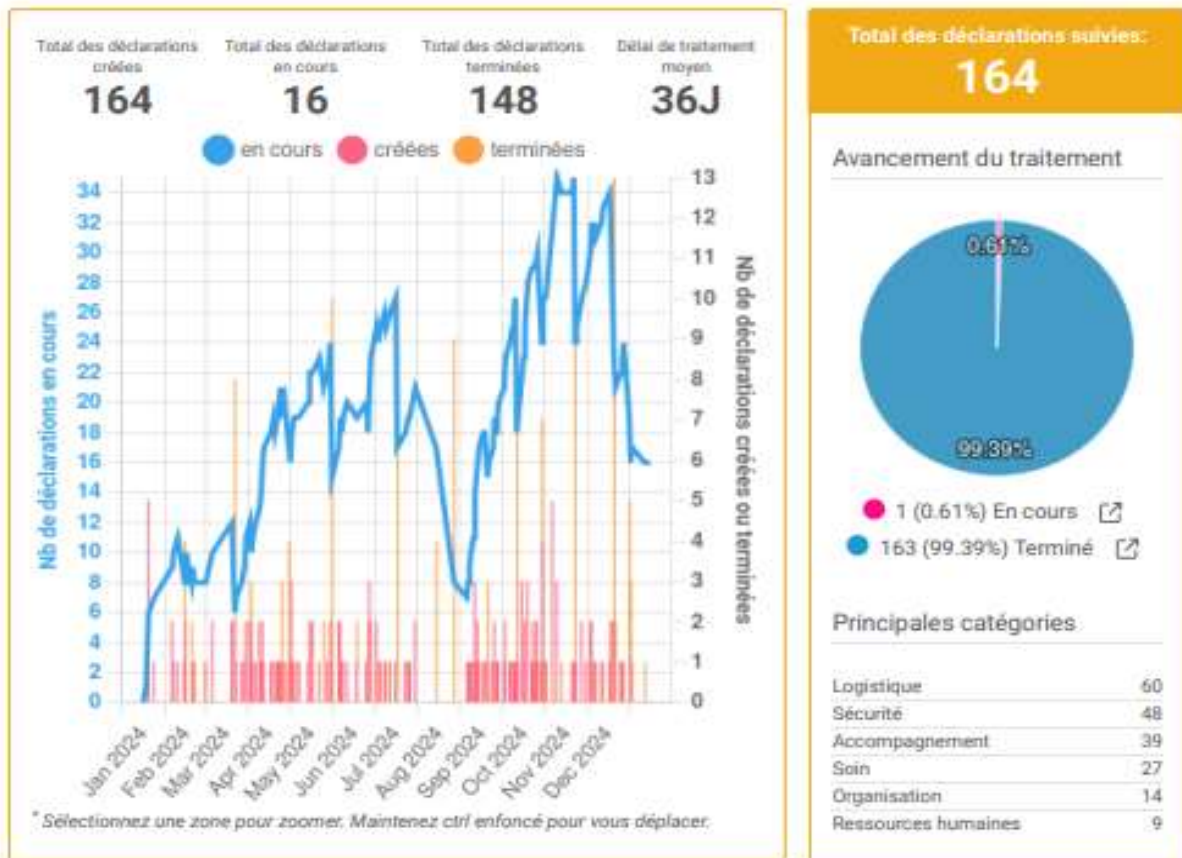 Total des déclarations
créées
164
Total des déclarations
en cours
16
Total des déclarations
terminées
148
Délai de traitement
moyen
36J
en cours créées terminées
Nb de déclarations en cours
34
32
30
28
26
24
22
20
18
16
14
12
10
8
6
4
2
0
13
12
11
10
9
8
7
6
5
4
3
2
1
0
Nb de déclarations créées ou terminées
Jan 2024
Feb 2024
Mar 2024
Apr 2024
May 2024
Jun 2024
Jul 2024
Aug 2024
Sep 2024
Oct 2024
Nov 2024
Dec 2024
* Sélectionnez une zone pour zoomer. Maintenez ctrl enfoncé pour vous déplacer.
Total des déclarations suivies:
164
Avancement du traitement
0.61%
99.39%
1 (0.61%) En cours
163 (99.39%) Terminé
Principales catégories
Logistique 60
Sécurité 48
Accompagnement 39
Soin 27
Organisation 14
Ressources humaines 9